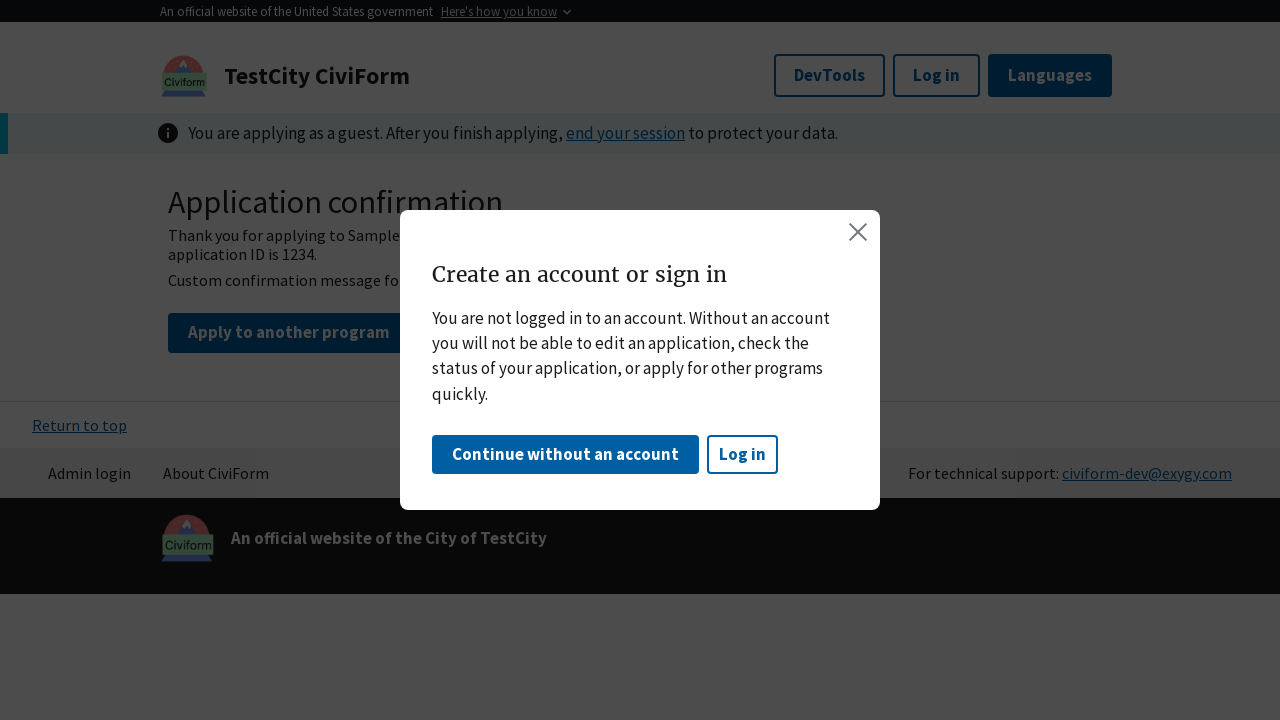 An official website of the United States government Here's how you know
Civiform
TestCity CiviForm
DevTools
Log in
Languages
You are applying as a guest. After you finish applying, end your session to protect your data.
Application confirmation
Thank you for applying to Sample
application ID is 1234.
Custom confirmation message fo
Apply to another program
Create an account or sign in
You are not logged in to an account. Without an account
you will not be able to edit an application, check the
status of your application, or apply for other programs
quickly.
Continue without an account
Log in
Return to top
Admin login
About CiviForm
For technical support: civiform-dev@exygy.com
Civiform
An official website of the City of TestCity